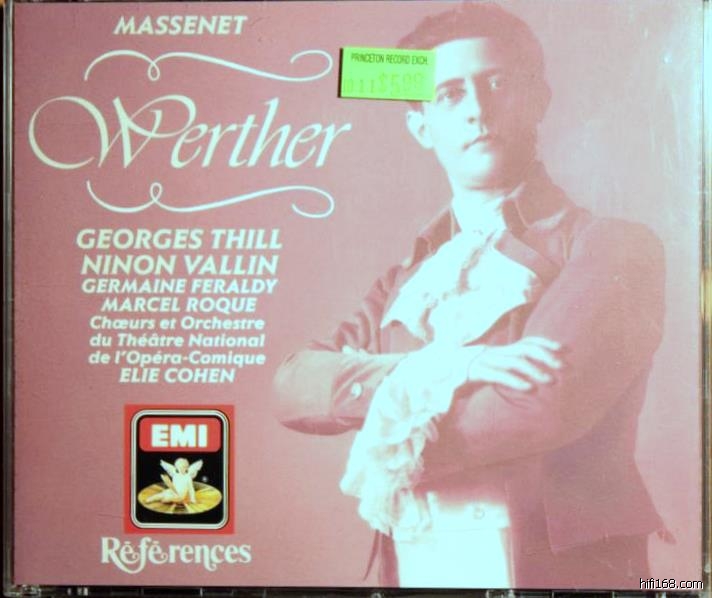 MASSENET
PRINCETON RECORD EXCH.
011 $5.99
Werther
GEORGES THILL
NINON VALLIN
GERMAINE FERALDY
MARCEL ROQUE
Chœurs et Orchestre
du Théâtre National
de l'Opéra-Comique
ELIE COHEN
EMI
Références
hifi168.com